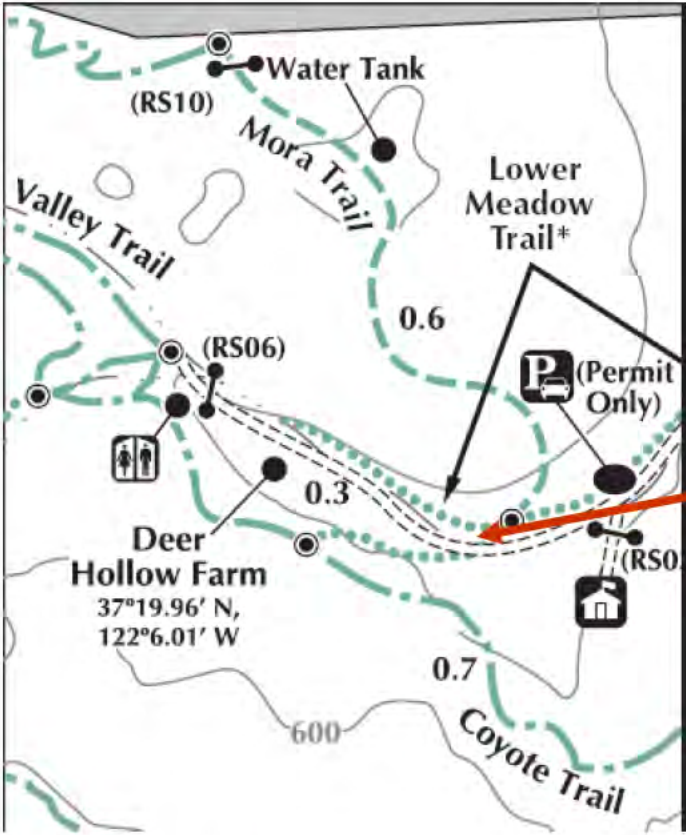 Water Tank
(RS10)
Mora Trail
Lower
Meadow
Trail*
Valley Trail
0.6
(RS06)
P
(Permit
Only)
0.3
Deer
Hollow Farm
37°19.96' N,
122°6.01' W
0.7
600
Coyote Trail